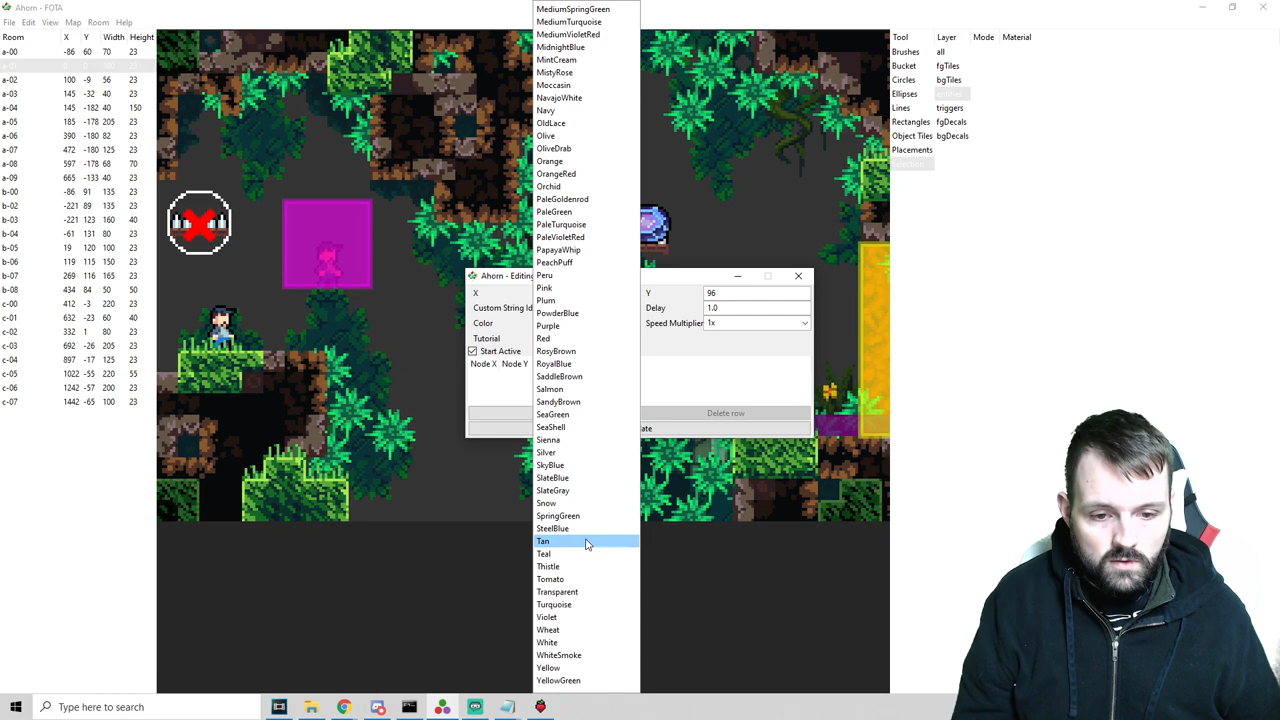 Ahorn - FOTA
File Edit View Map Room Help
Room X Y Width Height
a-00 -86 60 70 23
a-01 0 0 40 23
a-02 100 -9 56 23
a-03 145 -32 40 23
a-04 145 -182 40 150
a-05 185 -178 205 23
a-06 390 -180 82 23
a-07 472 -180 125 23
a-08 597 -178 68 70
a-09 665 -133 40 23
b-00 -86 91 135 23
b-02 -221 89 135 23
b-03 -221 123 160 40
b-04 -61 131 80 23
b-05 19 120 100 23
b-06 119 115 150 23
b-07 269 116 165 23
b-08 434 84 50 50
c-00 412 -3 220 23
c-01 632 -23 60 40
c-02 332 1 80 23
c-03 692 -26 205 23
c-04 897 -17 125 23
c-05 1022 -55 220 55
c-06 1242 -57 200 23
c-07 1442 -65 100 23
MediumSpringGreen
MediumTurquoise
MediumVioletRed
MidnightBlue
MintCream
MistyRose
Moccasin
NavajoWhite
Navy
OldLace
Olive
OliveDrab
Orange
OrangeRed
Orchid
PaleGoldenrod
PaleGreen
PaleTurquoise
PaleVioletRed
PapayaWhip
PeachPuff
Peru
Pink
Plum
PowderBlue
Purple
Red
RosyBrown
RoyalBlue
SaddleBrown
Salmon
SandyBrown
SeaGreen
SeaShell
Sienna
Silver
SkyBlue
SlateBlue
SlateGray
Snow
SpringGreen
SteelBlue
Tan
Teal
Thistle
Tomato
Transparent
Turquoise
Violet
Wheat
White
WhiteSmoke
Yellow
YellowGreen
Ahorn - Editing
X
Custom String Id
Color
Tutorial
Start Active
Node X Node Y
Y 96
Delay 1.0
Speed Multiplier 1x
Delete row
ate
Tool Layer Mode Material
Brushes all
Bucket fgTiles
Circles bgTiles
Ellipses entities
Lines triggers
Rectangles fgDecals
Object Tiles bgDecals
Placements
Selection
Type here to search